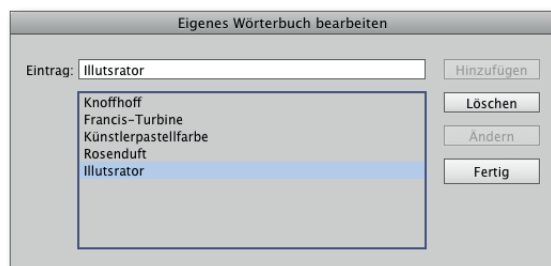 Eigenes Wörterbuch bearbeiten
Eintrag: Illutsrator
Hinzufügen
Knoffhoff
Löschen
Francis-Turbine
Künstlerpastellfarbe
Ändern
Rosenduft
Illutsrator
Fertig